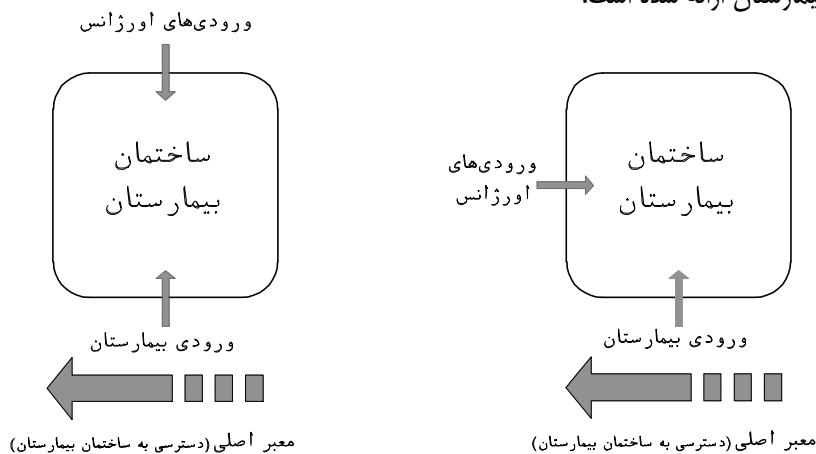 بیمارستان ارائه شده است.
ورودی‌های اورژانس
ساختمان
بیمارستان
ورودی بیمارستان
معبر اصلی (دسترسی به ساختمان بیمارستان)
ورودی‌های
اورژانس
ساختمان
بیمارستان
ورودی بیمارستان
معبر اصلی (دسترسی به ساختمان بیمارستان)